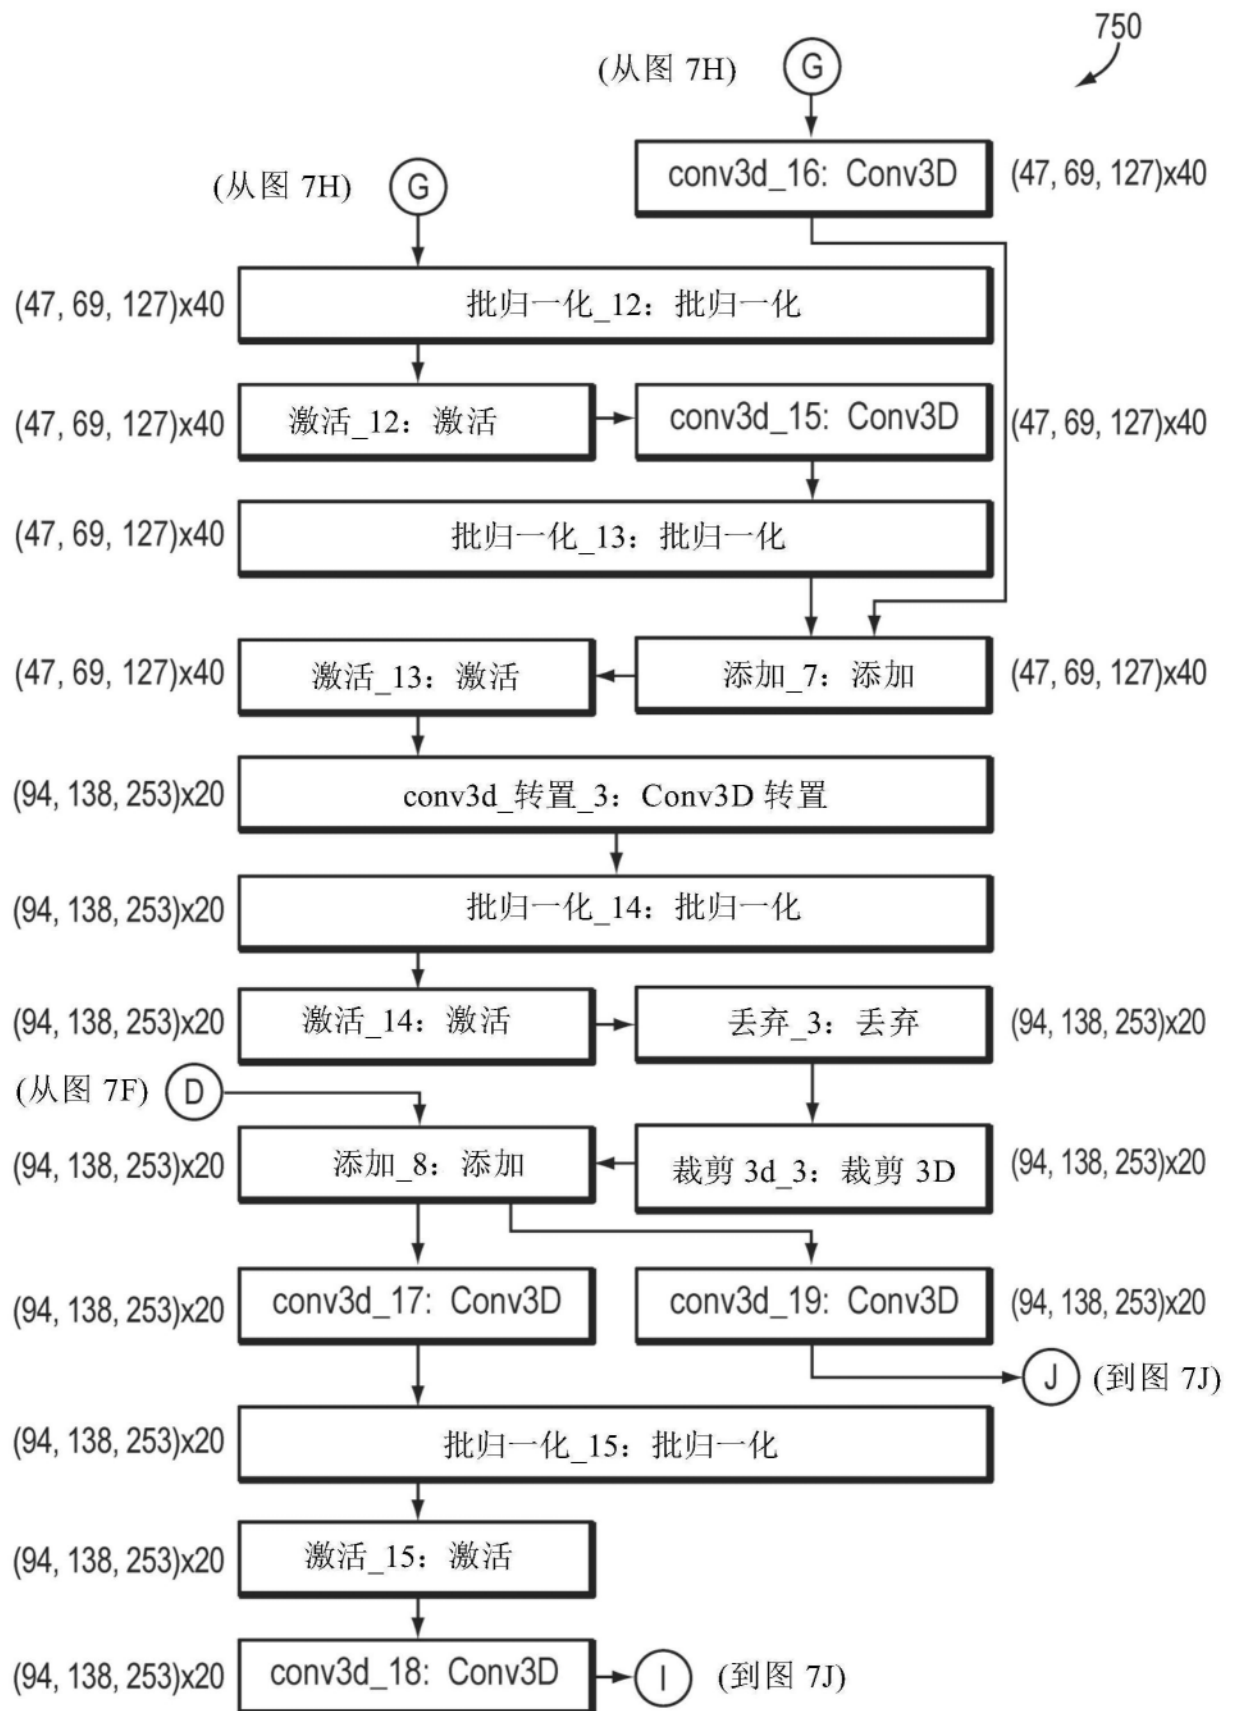 750
(从图 7H) G
conv3d_16: Conv3D (47, 69, 127)x40
(从图 7H) G
(47, 69, 127)x40 批归一化_12：批归一化
(47, 69, 127)x40 激活_12：激活 conv3d_15: Conv3D (47, 69, 127)x40
(47, 69, 127)x40 批归一化_13：批归一化
(47, 69, 127)x40 激活_13：激活 添加_7：添加 (47, 69, 127)x40
(94, 138, 253)x20 conv3d_转置_3：Conv3D 转置
(94, 138, 253)x20 批归一化_14：批归一化
(94, 138, 253)x20 激活_14：激活 丢弃_3：丢弃 (94, 138, 253)x20
(从图 7F) D
(94, 138, 253)x20 添加_8：添加 裁剪 3d_3：裁剪 3D (94, 138, 253)x20
(94, 138, 253)x20 conv3d_17: Conv3D conv3d_19: Conv3D (94, 138, 253)x20
J (到图 7J)
(94, 138, 253)x20 批归一化_15：批归一化
(94, 138, 253)x20 激活_15：激活
(94, 138, 253)x20 conv3d_18: Conv3D I (到图 7J)